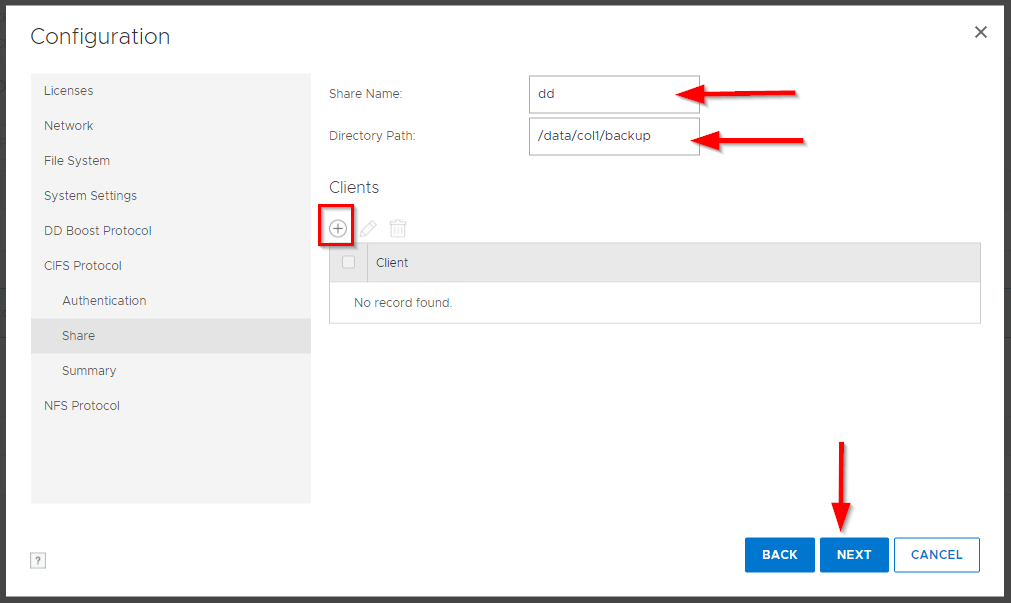 Configuration
Licenses
Network
File System
System Settings
DD Boost Protocol
CIFS Protocol
Authentication
Share
Summary
NFS Protocol
Share Name:
dd
Directory Path:
/data/col1/backup
Clients
Client
No record found.
?
BACK
NEXT
CANCEL